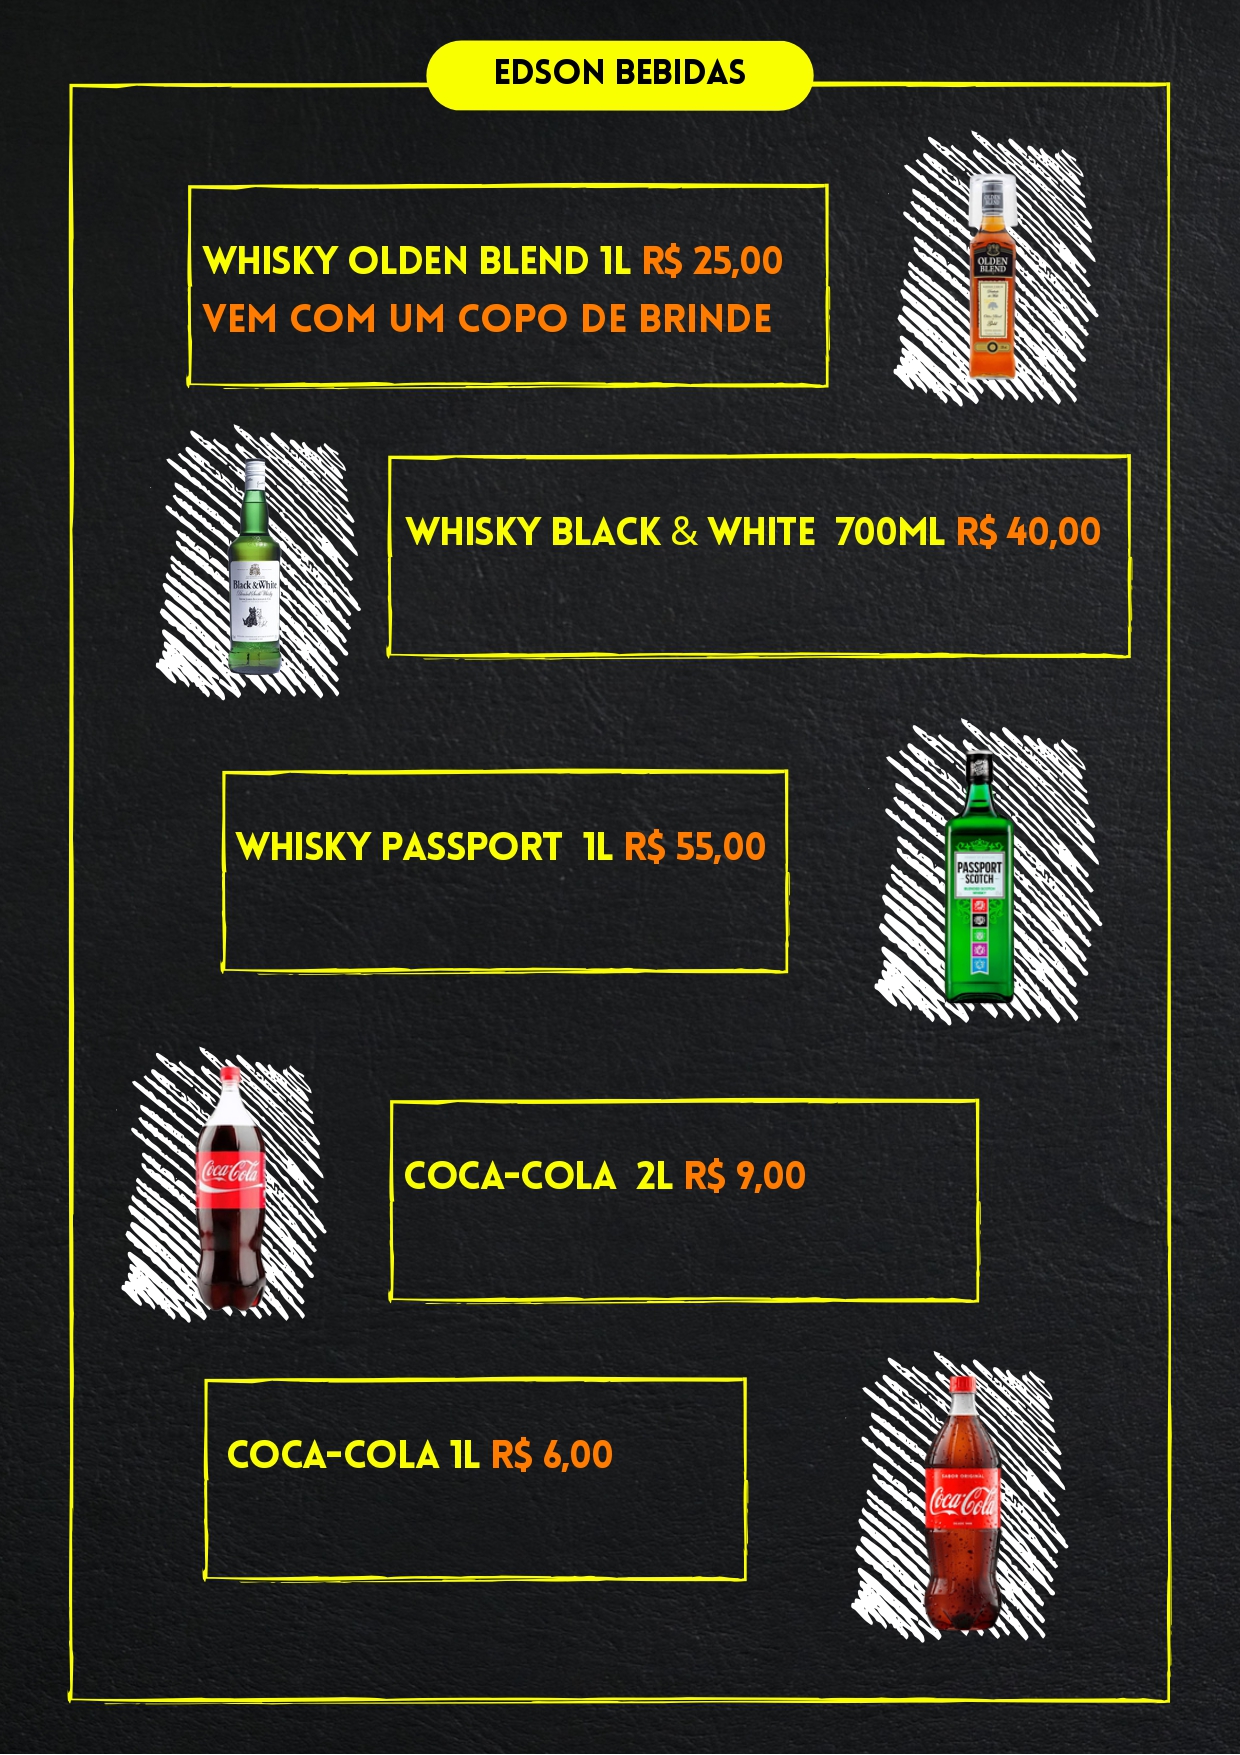 EDSON BEBIDAS
WHISKY OLDEN BLEND 1L R$ 25,00
VEM COM UM COPO DE BRINDE
OLDEN
BLEND
WHISKY BLACK & WHITE 700ML R$ 40,00
Black & White
WHISKY PASSPORT 1L R$ 55,00
PASSPORT
SCOTCH
COCA-COLA 2L R$ 9,00
Coca-Cola
COCA-COLA 1L R$ 6,00
SABOR ORIGINAL
Coca-Cola